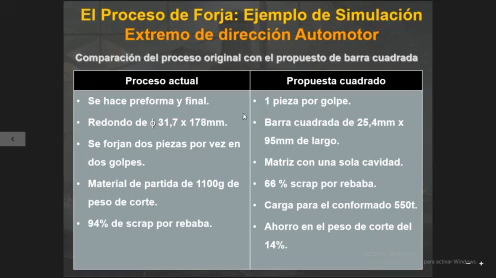 El Proceso de Forja: Ejemplo de Simulación
Extremo de dirección Automotor
Comparación del proceso original con el propuesto de barra cuadrada
Proceso actual
• Se hace preforma y final.
• Redondo de ϕ 31,7 x 178mm.
• Se forjan dos piezas por vez en
dos golpes.
• Material de partida de 1100g de
peso de corte.
• 94% de scrap por rebaba.
Propuesta cuadrado
• 1 pieza por golpe.
• Barra cuadrada de 25,4mm x
95mm de largo.
• Matriz con una sola cavidad.
• 66 % scrap por rebaba.
• Carga para el conformado 550t.
• Ahorro en el peso de corte del
14%.
para activar Windows.